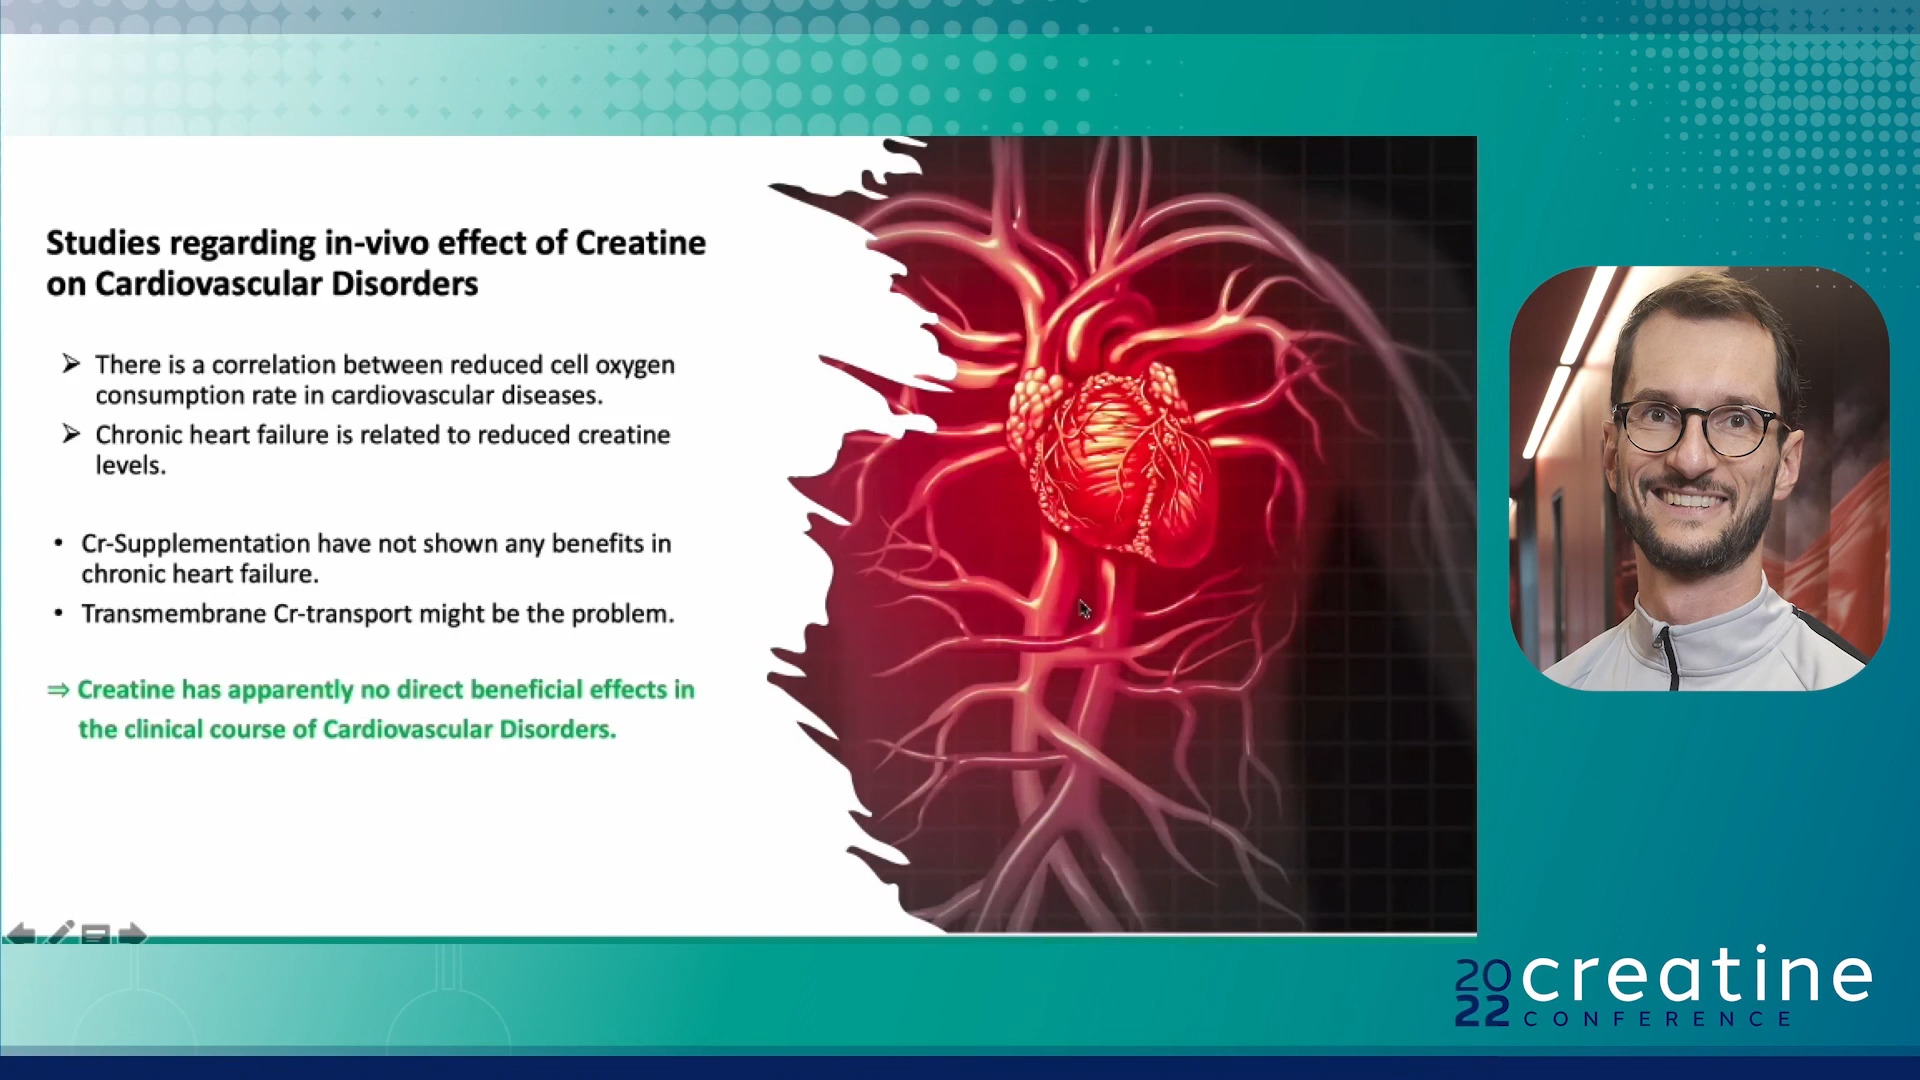 Studies regarding in-vivo effect of Creatine
on Cardiovascular Disorders
➢ There is a correlation between reduced cell oxygen
consumption rate in cardiovascular diseases.
➢ Chronic heart failure is related to reduced creatine
levels.
• Cr-Supplementation have not shown any benefits in
chronic heart failure.
• Transmembrane Cr-transport might be the problem.
⇒ Creatine has apparently no direct beneficial effects in
the clinical course of Cardiovascular Disorders.
2022 creatine
CONFERENCE